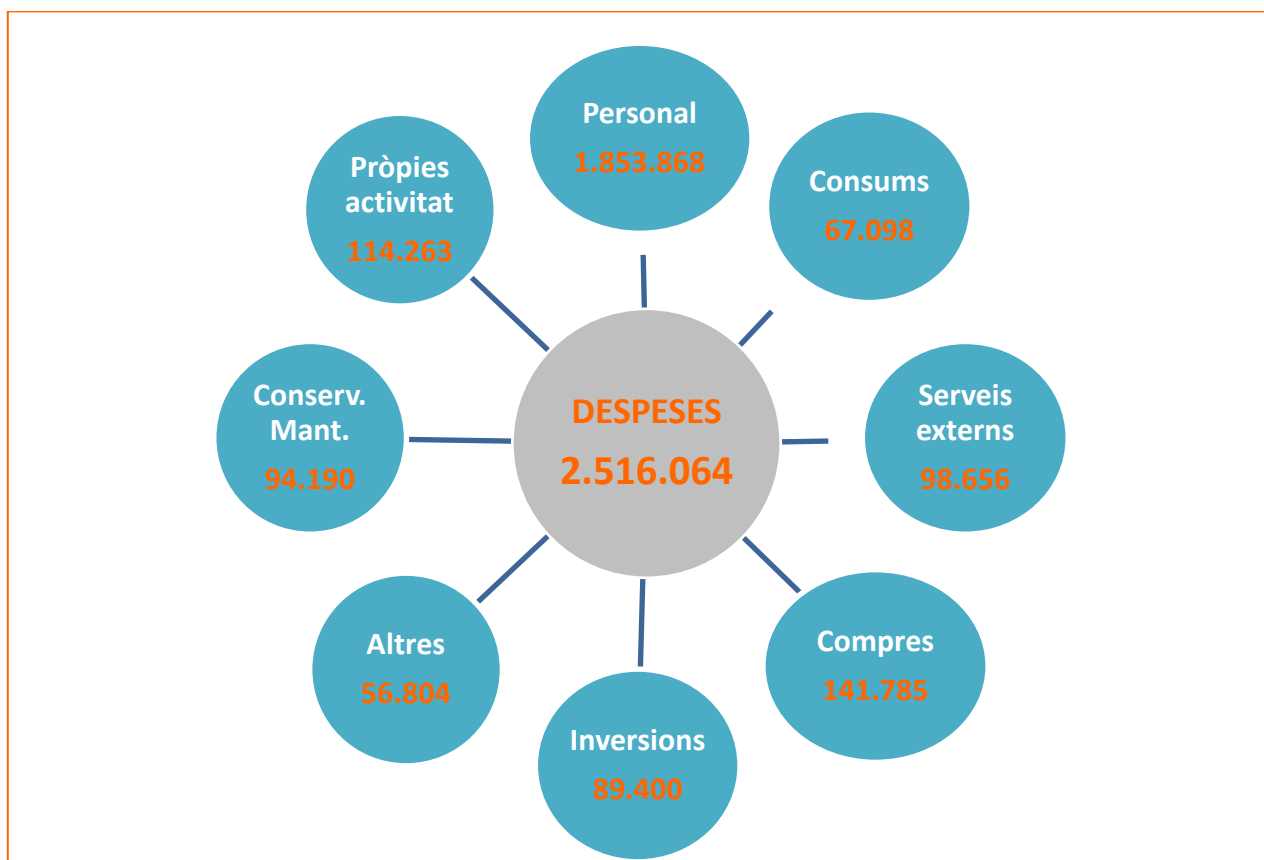 Personal
1.853.868
Consums
67.098
Pròpies
activitat
114.263
Serveis
externs
98.656
Conserv.
Mant.
94.190
DESPESES
2.516.064
Compres
141.785
Altres
56.804
Inversions
89.400